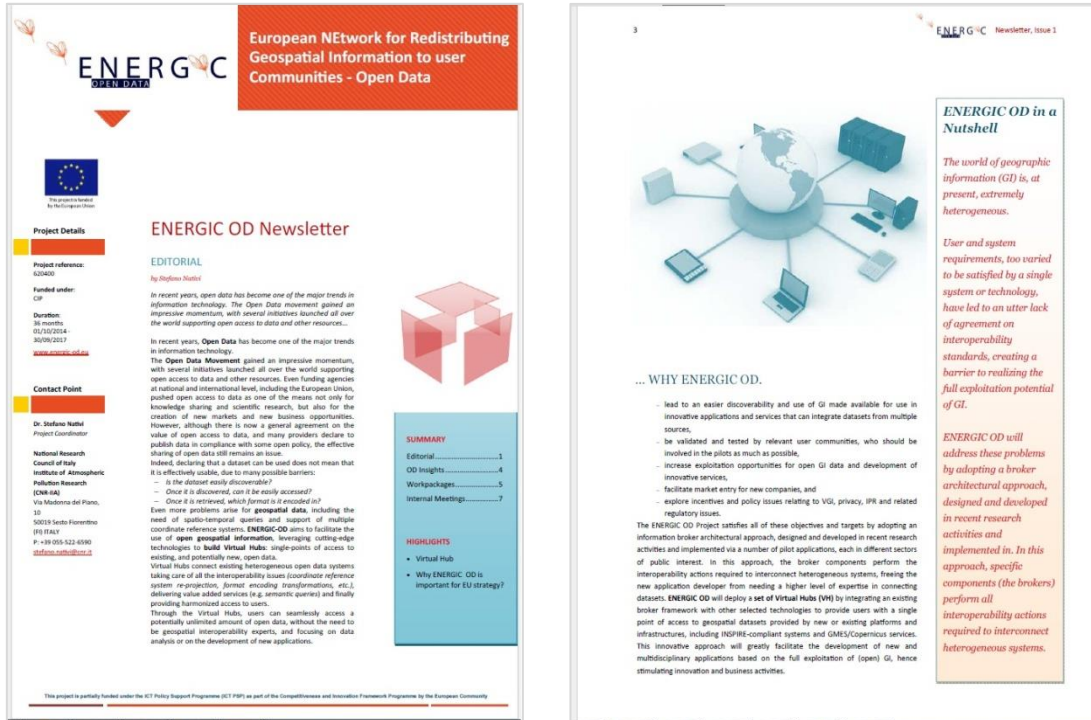 ENERGIC
OPEN DATA
European NEtwork for Redistributing
Geospatial Information to user
Communities - Open Data
This project is funded
by the European Union
Project Details
Project reference:
620400
Funded under:
CIP
Duration:
36 months
01/10/2014 -
30/09/2017
www.energic-od.eu
Contact Point
Dr. Stefano Nativi
Project Coordinator
National Research
Council of Italy
Institute of Atmospheric
Pollution Research
(CNR-IIA)
Via Madonna del Piano,
10
50019 Sesto Fiorentino
(FI) ITALY
P: +39 055-522-6590
stefano.nativi@cnr.it
ENERGIC OD Newsletter
EDITORIAL
by Stefano Nativi
In recent years, open data has become one of the major trends in
information technology. The Open Data movement gained an
impressive momentum, with several initiatives launched all over
the world supporting open access to data and other resources...
In recent years, Open Data has become one of the major trends
in information technology.
The Open Data Movement gained an impressive momentum,
with several initiatives launched all over the world supporting
open access to data and other resources. Even funding agencies
at national and international level, including the European Union,
pushed open access to data as one of the means not only for
knowledge sharing and scientific research, but also for the
creation of new markets and new business opportunities.
However, although there is now a general agreement on the
value of open access to data, and many providers declare to
publish data in compliance with some open policy, the effective
sharing of open data still remains an issue.
Indeed, declaring that a dataset can be used does not mean that
it is effectively usable, due to many possible barriers:
– Is the dataset easily discoverable?
– Once it is discovered, can it be easily accessed?
– Once it is retrieved, which format is it encoded in?
Even more problems arise for geospatial data, including the
need of spatio-temporal queries and support of multiple
coordinate reference systems. ENERGIC-OD aims to facilitate the
use of open geospatial information, leveraging cutting-edge
technologies to build Virtual Hubs: single-points of access to
existing, and potentially new, open data.
Virtual Hubs connect existing heterogeneous open data systems
taking care of all the interoperability issues (coordinate reference
system re-projection, format encoding transformations, etc.),
delivering value added services (e.g. semantic queries) and finally
providing harmonized access to users.
Through the Virtual Hubs, users can seamlessly access a
potentially unlimited amount of open data, without the need to
be geospatial interoperability experts, and focusing on data
analysis or on the development of new applications.
SUMMARY
Editorial..............................1
OD Insights.........................4
Workpackages....................5
Internal Meetings................7
HIGHLIGHTS
• Virtual Hub
• Why ENERGIC OD is
important for EU strategy?
This project is partially funded under the ICT Policy Support Programme (ICT PSP) as part of the Competitiveness and Innovation Framework Programme by the European Community
3
ENERGIC Newsletter, Issue 1
... WHY ENERGIC OD.
– lead to an easier discoverability and use of GI made available for use in
innovative applications and services that can integrate datasets from multiple
sources,
– be validated and tested by relevant user communities, who should be
involved in the pilots as much as possible,
– increase exploitation opportunities for open GI data and development of
innovative services,
– facilitate market entry for new companies, and
– explore incentives and policy issues relating to VGI, privacy, IPR and related
regulatory issues.
The ENERGIC OD Project satisfies all of these objectives and targets by adopting an
information broker architectural approach, designed and developed in recent research
activities and implemented via a number of pilot applications, each in different sectors
of public interest. In this approach, the broker components perform the
interoperability actions required to interconnect heterogeneous systems, freeing the
new application developer from needing a higher level of expertise in connecting
datasets. ENERGIC OD will deploy a set of Virtual Hubs (VH) by integrating an existing
broker framework with other selected technologies to provide users with a single
point of access to geospatial datasets provided by new or existing platforms and
infrastructures, including INSPIRE-compliant systems and GMES/Copernicus services.
This innovative approach will greatly facilitate the development of new and
multidisciplinary applications based on the full exploitation of (open) GI, hence
stimulating innovation and business activities.
ENERGIC OD in a
Nutshell
The world of geographic
information (GI) is, at
present, extremely
heterogeneous.
User and system
requirements, too varied
to be satisfied by a single
system or technology,
have led to an utter lack
of agreement on
interoperability
standards, creating a
barrier to realizing the
full exploitation potential
of GI.
ENERGIC OD will
address these problems
by adopting a broker
architectural approach,
designed and developed
in recent research
activities and
implemented in. In this
approach, specific
components (the brokers)
perform all
interoperability actions
required to interconnect
heterogeneous systems.